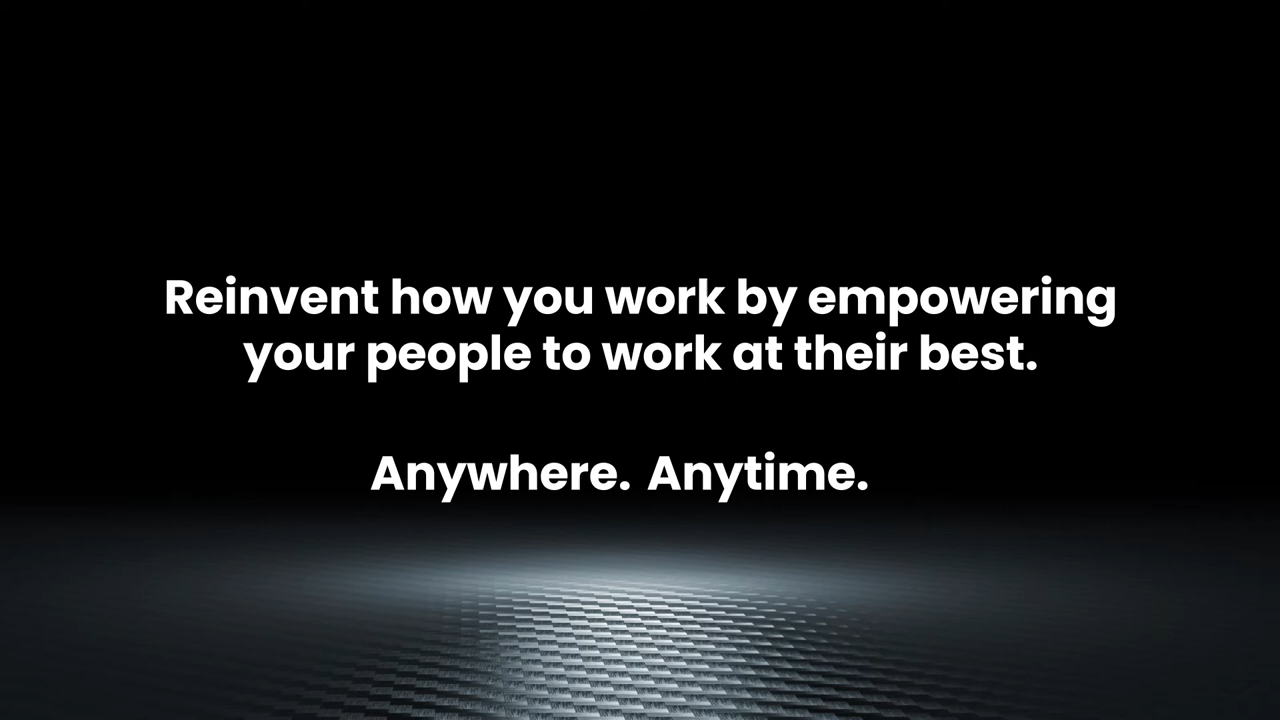 Reinvent how you work by empowering
your people to work at their best.
Anywhere. Anytime.